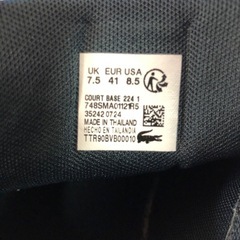 UK EUR USA
7.5 41 8.5
COURT BASE 224 1
748SMA01121R5
35242 0724
MADE IN THAILAND
HECHO EN TAILANDIA
TTR90BVB00010